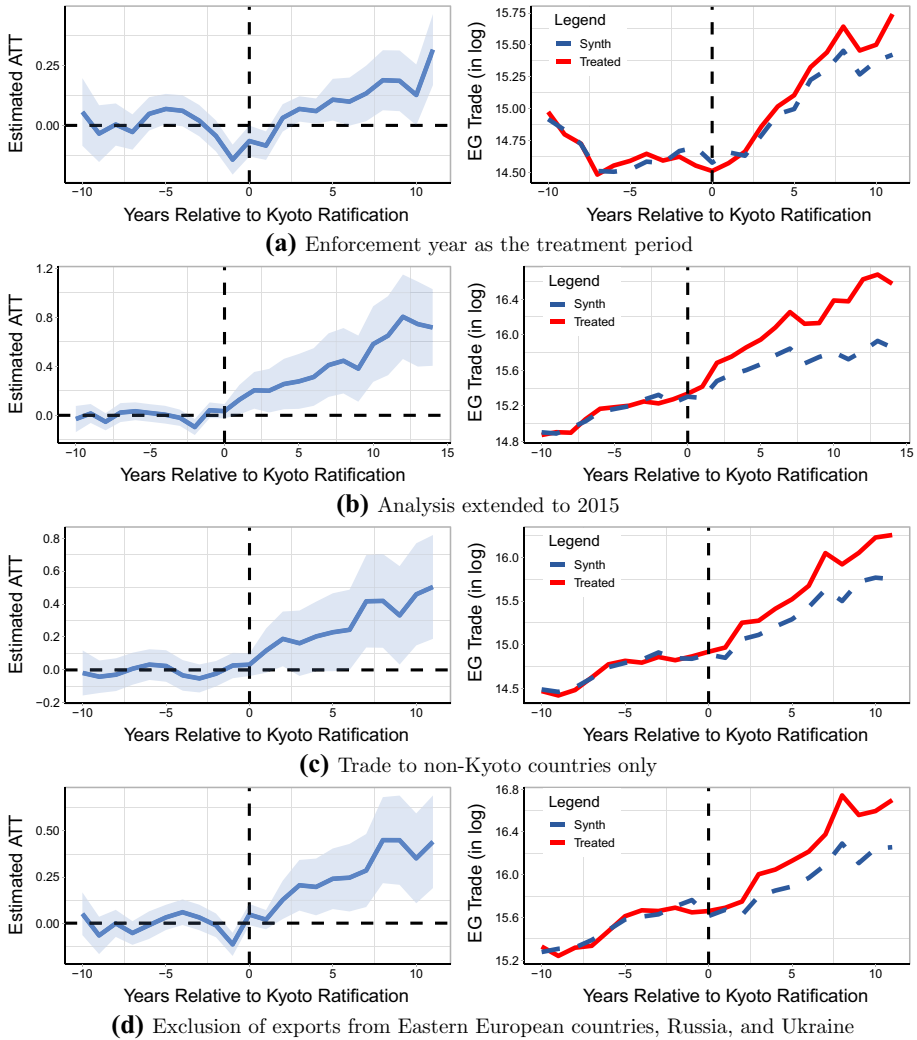 Estimated ATT
0.25
0.00
−10 −5 0 5 10
Years Relative to Kyoto Ratification
EG Trade (in log)
15.75
15.50
15.25
15.00
14.75
14.50
Legend
Synth
Treated
−10 −5 0 5 10
Years Relative to Kyoto Ratification
(a) Enforcement year as the treatment period
Estimated ATT
1.2
0.8
0.4
0.0
−10 −5 0 5 10 15
Years Relative to Kyoto Ratification
EG Trade (in log)
16.4
16.0
15.6
15.2
14.8
Legend
Synth
Treated
−10 −5 0 5 10 15
Years Relative to Kyoto Ratification
(b) Analysis extended to 2015
Estimated ATT
0.8
0.6
0.4
0.2
0.0
−0.2
−10 −5 0 5 10
Years Relative to Kyoto Ratification
EG Trade (in log)
16.0
15.5
15.0
14.5
Legend
Synth
Treated
−10 −5 0 5 10
Years Relative to Kyoto Ratification
(c) Trade to non-Kyoto countries only
Estimated ATT
0.50
0.25
0.00
−10 −5 0 5 10
Years Relative to Kyoto Ratification
EG Trade (in log)
16.8
16.4
16.0
15.6
15.2
Legend
Synth
Treated
−10 −5 0 5 10
Years Relative to Kyoto Ratification
(d) Exclusion of exports from Eastern European countries, Russia, and Ukraine